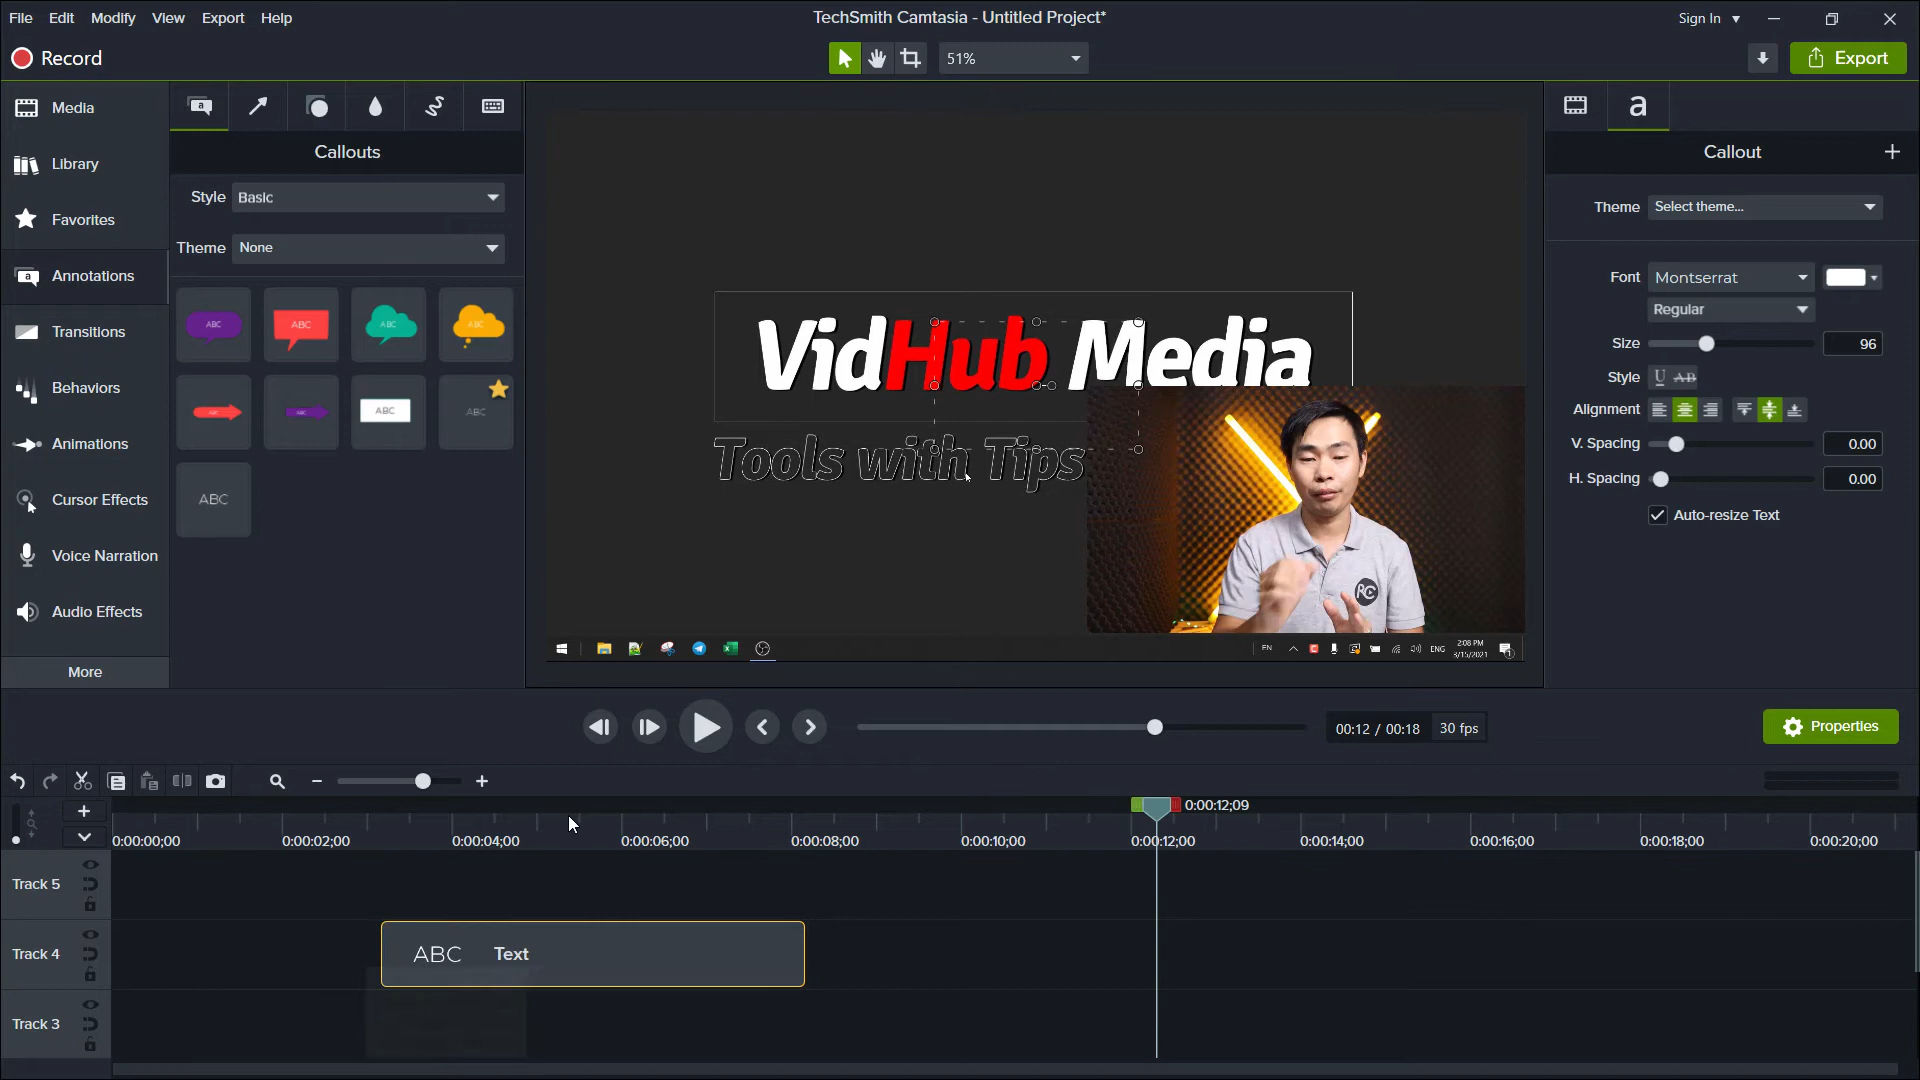 File Edit Modify View Export Help
TechSmith Camtasia - Untitled Project*
Sign In
Record
51%
Export
Media
Library
Favorites
Annotations
Transitions
Behaviors
Animations
Cursor Effects
Voice Narration
Audio Effects
More
a
Callouts
Style Basic
Theme None
ABC ABC ABC ABC
ABC ABC ABC ABC
ABC
VidHub Media
Tools with Tips
RC
EN ENG 2:08 PM
3/15/2021
1
a
Callout
Theme Select theme...
Font Montserrat
Regular
Size 96
Style U AB
Alignment
V. Spacing 0.00
H. Spacing 0.00
Auto-resize Text
00:12 / 00:18 30 fps
Properties
0:00:12;09
0:00:00;00 0:00:02;00 0:00:04;00 0:00:06;00 0:00:08;00 0:00:10;00 0:00:12;00 0:00:14;00 0:00:16;00 0:00:18;00 0:00:20;00
Track 5
Track 4
ABC Text
Track 3